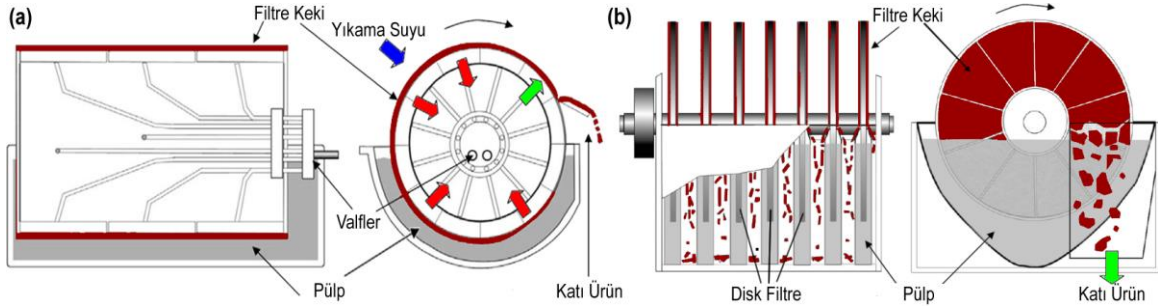 (a)
Filtre Keki
Yıkama Suyu
Valfler
Pülp
Katı Ürün
(b)
Filtre Keki
Disk Filtre
Pülp
Katı Ürün